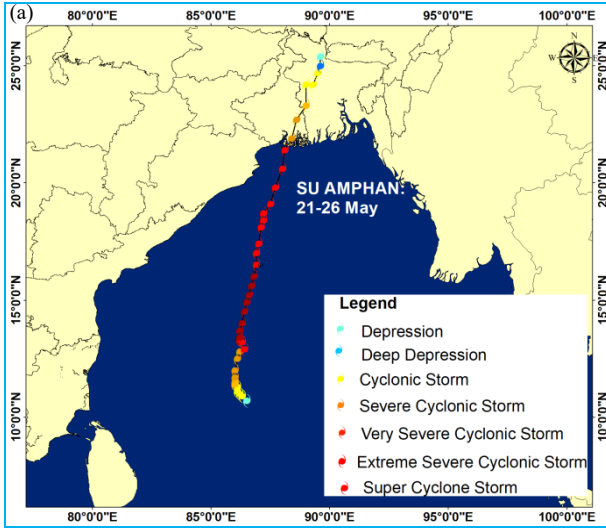 (a)
80°0'0"E 85°0'0"E 90°0'0"E 95°0'0"E 100°0'0"E
25°0'0"N 25°0'0"N
N
W E
S
SU AMPHAN:
21-26 May
20°0'0"N 20°0'0"N
15°0'0"N 15°0'0"N
10°0'0"N 10°0'0"N
Legend
Depression
Deep Depression
Cyclonic Storm
Severe Cyclonic Storm
Very Severe Cyclonic Storm
Extreme Severe Cyclonic Storm
Super Cyclone Storm
80°0'0"E 85°0'0"E 90°0'0"E 95°0'0"E 100°0'0"E